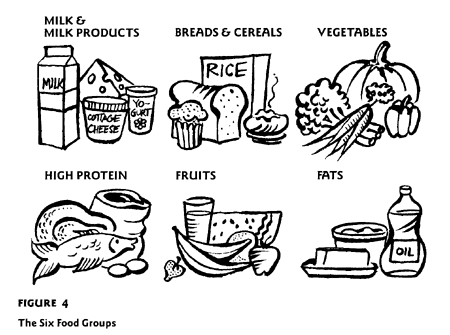 MILK &
MILK PRODUCTS
BREADS & CEREALS
VEGETABLES
MILK
COTTAGE
CHEESE
YO-
GURT
RICE
HIGH PROTEIN
FRUITS
FATS
OIL
FIGURE 4
The Six Food Groups